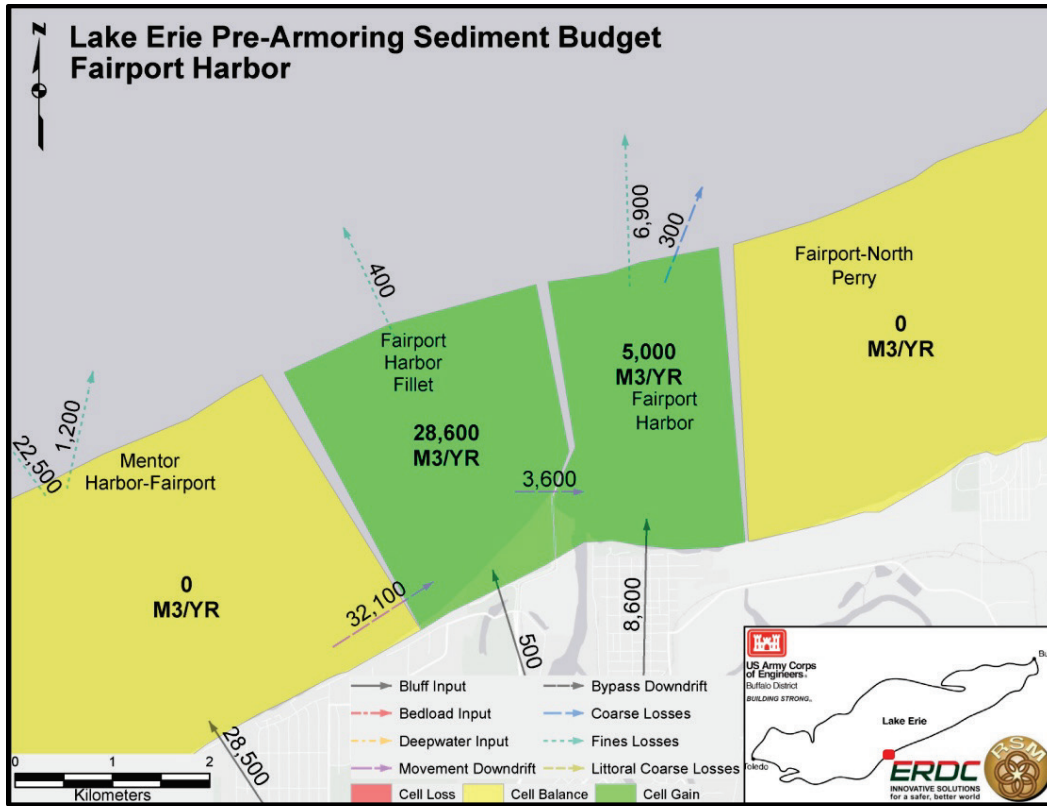 N
Lake Erie Pre-Armoring Sediment Budget
Fairport Harbor
6,900
300
400
Fairport-North
Perry
0
M3/YR
Fairport
Harbor
Fillet
5,000
M3/YR
Fairport
Harbor
28,600
M3/YR
3,600
22,500
1,200
Mentor
Harbor-Fairport
0
M3/YR
32,100
500
8,600
28,500
0 1 2
Kilometers
Bluff Input
Bypass Downdrift
Bedload Input
Coarse Losses
Deepwater Input
Fines Losses
Movement Downdrift
Littoral Coarse Losses
Cell Loss
Cell Balance
Cell Gain
US Army Corps
of Engineers®
Buffalo District
BUILDING STRONG®
Bu
Lake Erie
Toledo
ERDC
INNOVATIVE SOLUTIONS
for a safer, better world
RSM